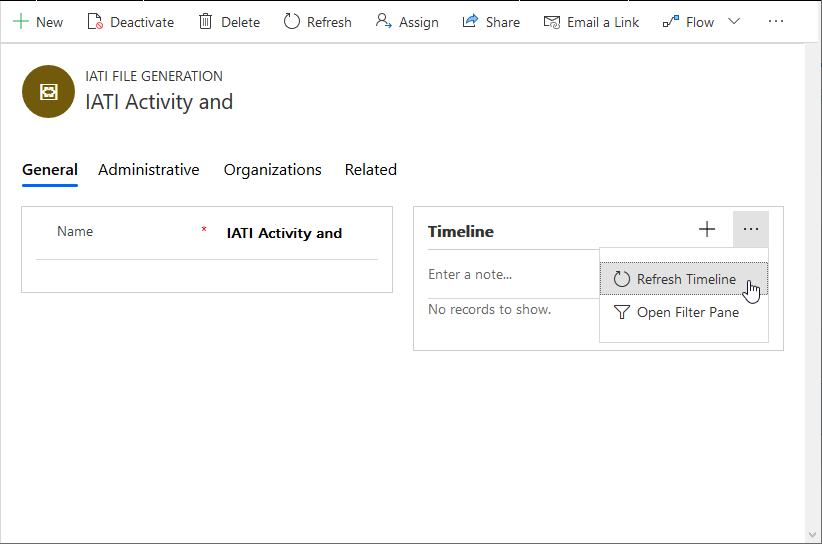 New Deactivate Delete Refresh Assign Share Email a Link Flow ...
IATI FILE GENERATION
IATI Activity and
General Administrative Organizations Related
Name * IATI Activity and
Timeline + ...
Enter a note...
Refresh Timeline
No records to show.
Open Filter Pane